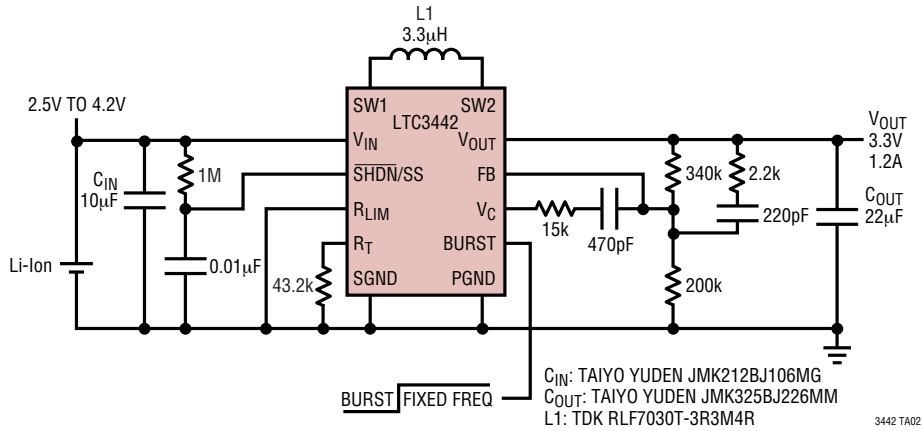 L1
3.3µH
SW1
SW2
LTC3442
2.5V TO 4.2V
VIN
VOUT
VOUT
3.3V
1.2A
1M
SHDN/SS
FB
340k
2.2k
CIN
10µF
RLIM
VC
15k
470pF
220pF
COUT
22µF
Li-Ion
0.01µF
RT
BURST
43.2k
SGND
PGND
200k
BURST FIXED FREQ
CIN: TAIYO YUDEN JMK212BJ106MG
COUT: TAIYO YUDEN JMK325BJ226MM
L1: TDK RLF7030T-3R3M4R
3442 TA02